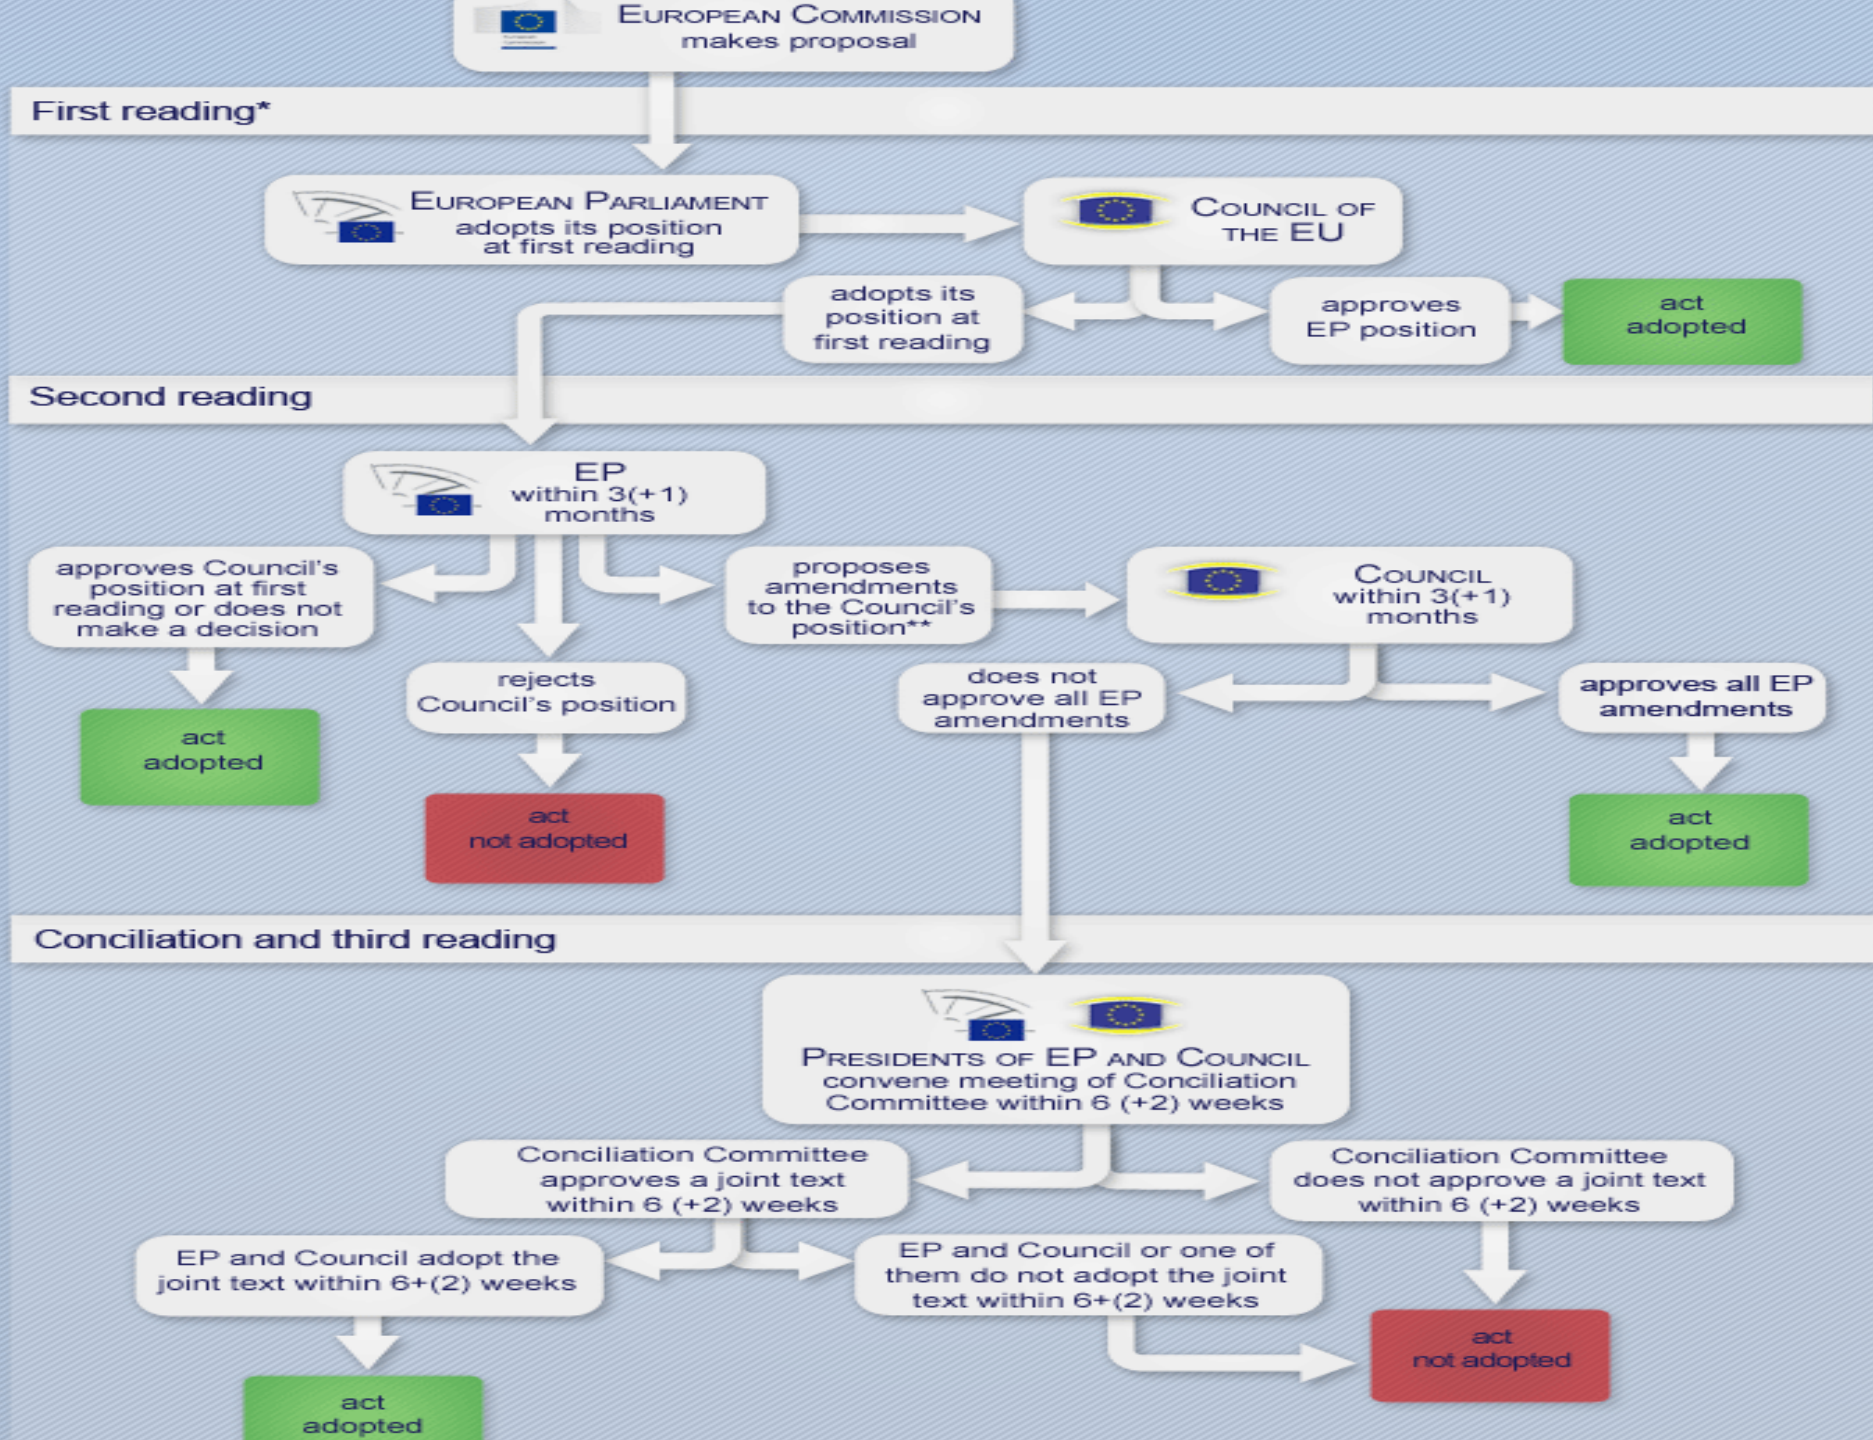 EUROPEAN COMMISSION
makes proposal
First reading*
EUROPEAN PARLIAMENT
adopts its position
at first reading
COUNCIL OF
THE EU
adopts its
position at
first reading
approves
EP position
act
adopted
Second reading
EP
within 3(+1)
months
approves Council's
position at first
reading or does not
make a decision
proposes
amendments
to the Council's
position**
COUNCIL
within 3(+1)
months
rejects
Council's position
does not
approve all EP
amendments
approves all EP
amendments
act
adopted
act
not adopted
act
adopted
Conciliation and third reading
PRESIDENTS OF EP AND COUNCIL
convene meeting of Conciliation
Committee within 6 (+2) weeks
Conciliation Committee
approves a joint text
within 6 (+2) weeks
Conciliation Committee
does not approve a joint text
within 6 (+2) weeks
EP and Council adopt the
joint text within 6+(2) weeks
EP and Council or one of
them do not adopt the joint
text within 6+(2) weeks
act
not adopted
act
adopted